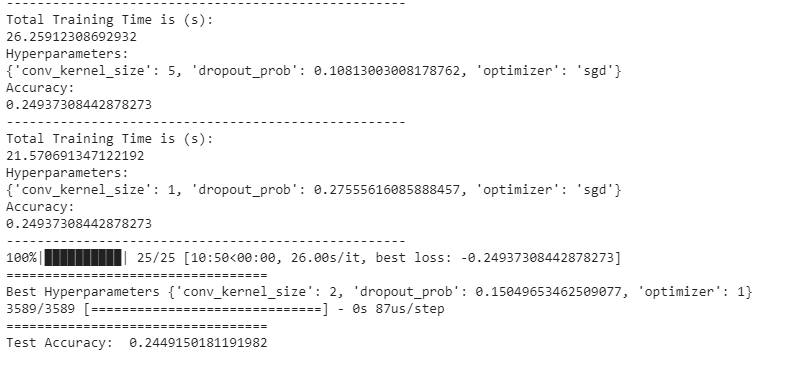 ----------------------------------------------------
Total Training Time is (s):
26.25912308692932
Hyperparameters:
{'conv_kernel_size': 5, 'dropout_prob': 0.10813003008178762, 'optimizer': 'sgd'}
Accuracy:
0.24937308442878273
----------------------------------------------------
Total Training Time is (s):
21.570691347122192
Hyperparameters:
{'conv_kernel_size': 1, 'dropout_prob': 0.27555616085888457, 'optimizer': 'sgd'}
Accuracy:
0.24937308442878273
----------------------------------------------------
100%|██████████| 25/25 [10:50<00:00, 26.00s/it, best loss: -0.24937308442878273]
==================================
Best Hyperparameters {'conv_kernel_size': 2, 'dropout_prob': 0.15049653462509077, 'optimizer': 1}
3589/3589 [==============================] - 0s 87us/step
==================================
Test Accuracy:  0.2449150181191982